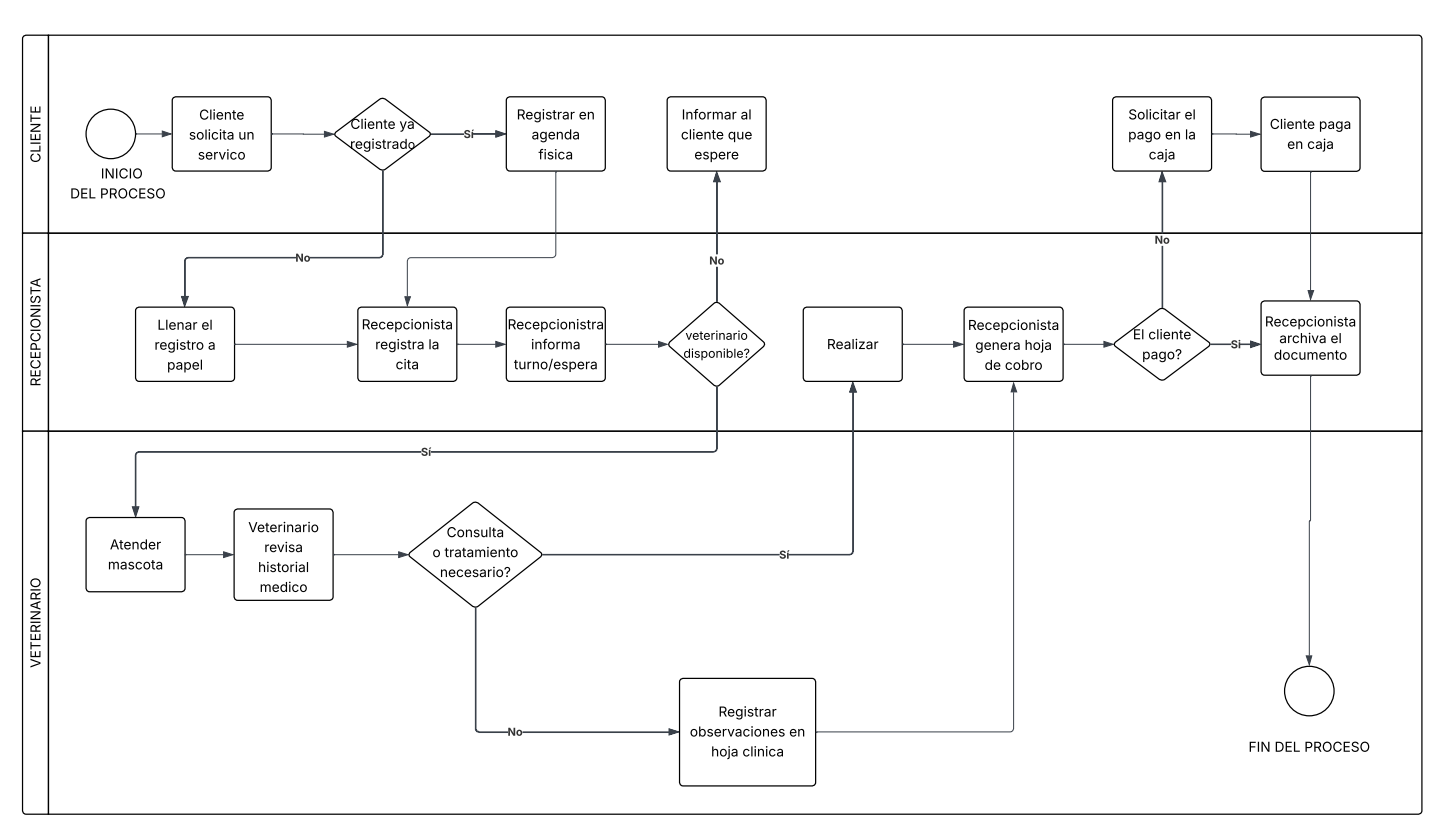 CLIENTE
INICIO
DEL PROCESO
Cliente
solicita un
servico
Cliente ya
registrado
Sí
Registrar en
agenda
fisica
Informar al
cliente que
espere
Solicitar el
pago en la
caja
Cliente paga
en caja
RECEPCIONISTA
No
Llenar el
registro a
papel
Recepcionista
registra la
cita
Recepcionistra
informa
turno/espera
No
veterinario
disponible?
Realizar
Recepcionista
genera hoja
de cobro
No
El cliente
pago?
Si
Recepcionista
archiva el
documento
VETERINARIO
Sí
Atender
mascota
Veterinario
revisa
historial
medico
Consulta
o tratamiento
necesario?
Sí
No
Registrar
observaciones en
hoja clinica
FIN DEL PROCESO